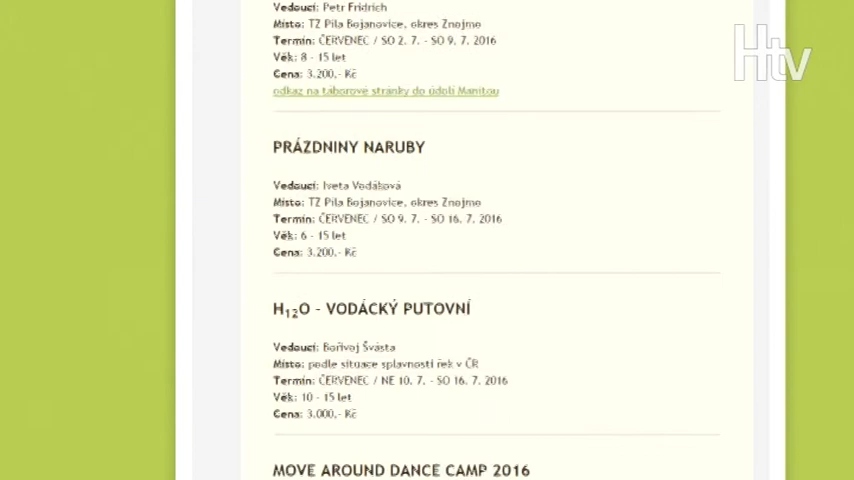 Vedoucí: Petr Fridrich
Místo: TZ Pila Bojanovice, okres Znojmo
Termín: ČERVENEC / SO 2. 7. - SO 9. 7. 2016
Věk: 8 - 15 let
Cena: 3.200,- Kč
odkaz na táborové stránky do údolí Manitou
PRÁZDNINY NARUBY
Vedoucí: Iveta Vodáková
Místo: TZ Pila Bojanovice, okres Znojmo
Termín: ČERVENEC / SO 9. 7. - SO 16. 7. 2016
Věk: 6 - 15 let
Cena: 3.200,- Kč
H12O - VODÁCKÝ PUTOVNÍ
Vedoucí: Bořivoj Švásta
Místo: podle situace splavnosti řek v ČR
Termín: ČERVENEC / NE 10. 7. - SO 16. 7. 2016
Věk: 10 - 15 let
Cena: 3.000,- Kč
MOVE AROUND DANCE CAMP 2016
Htv